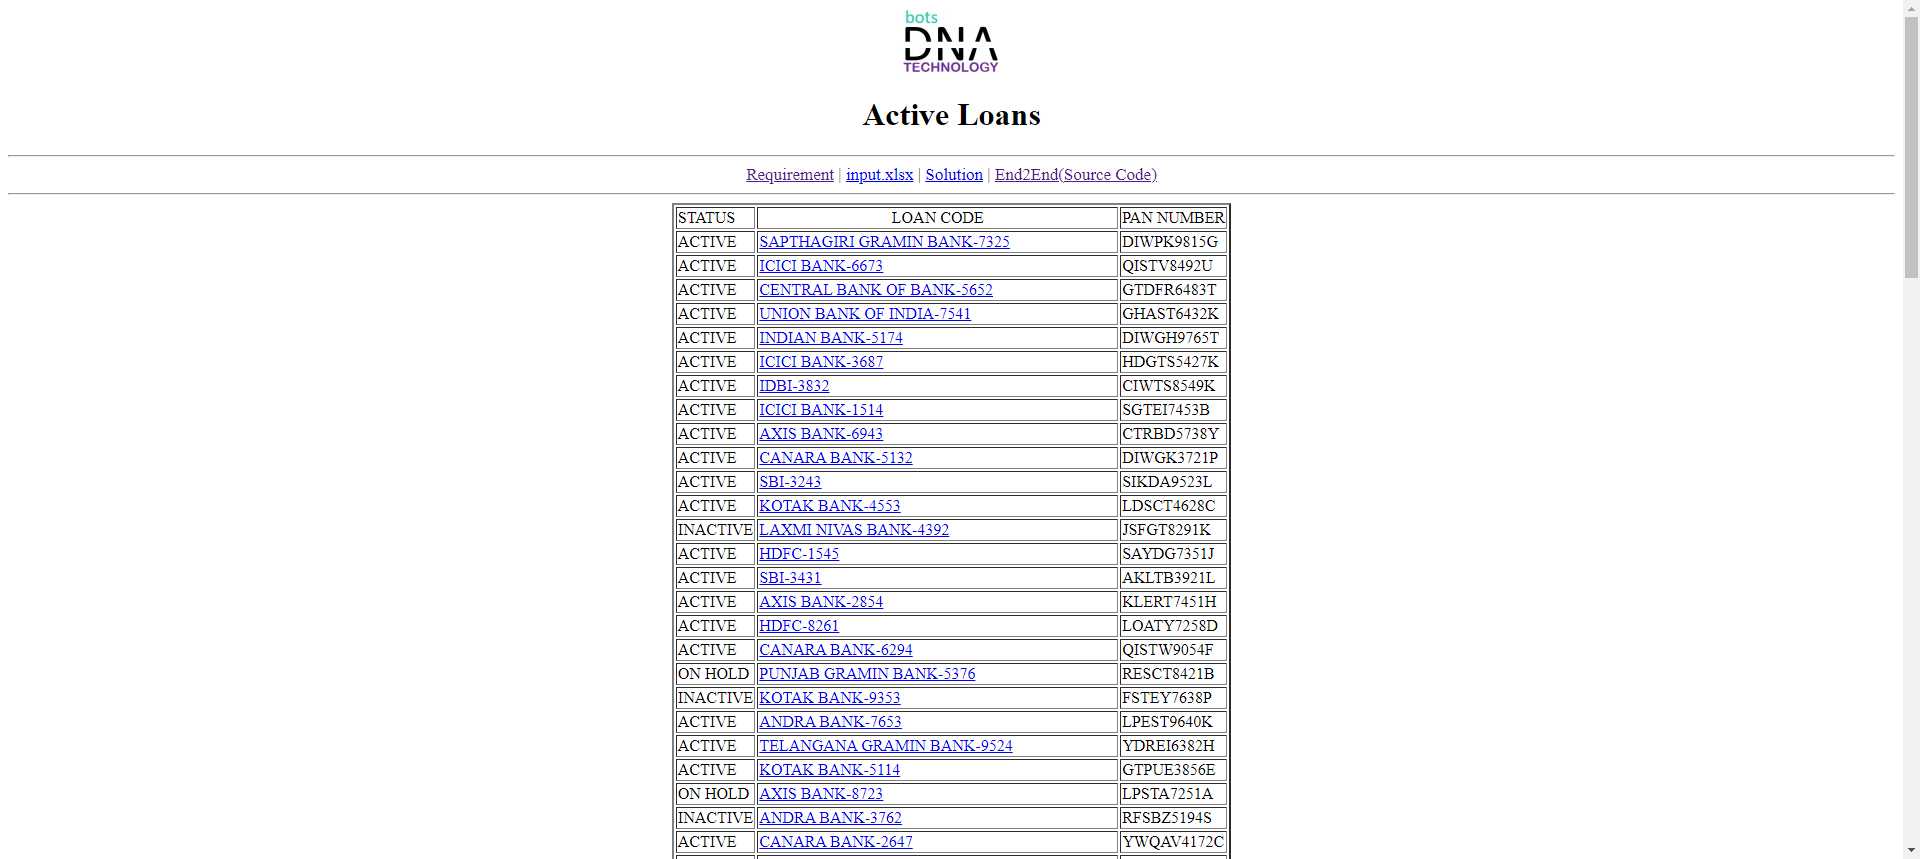 bots
DNA
TECHNOLOGY
Active Loans
Requirement | input.xlsx | Solution | End2End(Source Code)
STATUS LOAN CODE PAN NUMBER
ACTIVE SAPTHAGIRI GRAMIN BANK-7325 DIWPK9815G
ACTIVE ICICI BANK-6673 QISTV8492U
ACTIVE CENTRAL BANK OF BANK-5652 GTDFR6483T
ACTIVE UNION BANK OF INDIA-7541 GHAST6432K
ACTIVE INDIAN BANK-5174 DIWGH9765T
ACTIVE ICICI BANK-3687 HDGTS5427K
ACTIVE IDBI-3832 CIWTS8549K
ACTIVE ICICI BANK-1514 SGTEI7453B
ACTIVE AXIS BANK-6943 CTRBD5738Y
ACTIVE CANARA BANK-5132 DIWGK3721P
ACTIVE SBI-3243 SIKDA9523L
ACTIVE KOTAK BANK-4553 LDSCT4628C
INACTIVE LAXMI NIVAS BANK-4392 JSFGT8291K
ACTIVE HDFC-1545 SAYDG7351J
ACTIVE SBI-3431 AKLTB3921L
ACTIVE AXIS BANK-2854 KLERT7451H
ACTIVE HDFC-8261 LOATY7258D
ACTIVE CANARA BANK-6294 QISTW9054F
ON HOLD PUNJAB GRAMIN BANK-5376 RESCT8421B
INACTIVE KOTAK BANK-9353 FSTEY7638P
ACTIVE ANDRA BANK-7653 LPEST9640K
ACTIVE TELANGANA GRAMIN BANK-9524 YDREI6382H
ACTIVE KOTAK BANK-5114 GTPUE3856E
ON HOLD AXIS BANK-8723 LPSTA7251A
INACTIVE ANDRA BANK-3762 RFSBZ5194S
ACTIVE CANARA BANK-2647 YWQAV4172C